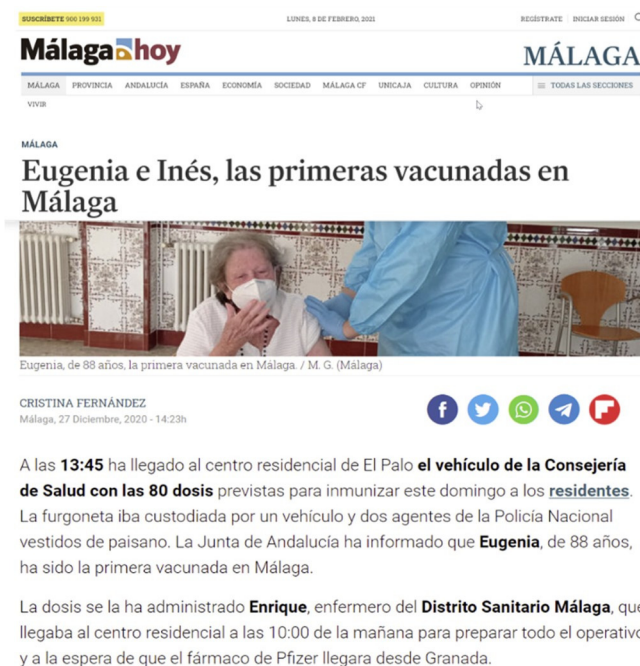 SUSCRÍBETE 900 199 931
LUNES, 8 DE FEBRERO, 2021
REGÍSTRATE INICIAR SESIÓN
Málaga hoy
MÁLAGA
MÁLAGA PROVINCIA ANDALUCÍA ESPAÑA ECONOMÍA SOCIEDAD MÁLAGA CF UNICAJA CULTURA OPINIÓN TODAS LAS SECCIONES
VIVIR
MÁLAGA
Eugenia e Inés, las primeras vacunadas en
Málaga
Eugenia, de 88 años, la primera vacunada en Málaga. / M. G. (Málaga)
CRISTINA FERNÁNDEZ
Málaga, 27 Diciembre, 2020 - 14:23h
A las 13:45 ha llegado al centro residencial de El Palo el vehículo de la Consejería
de Salud con las 80 dosis previstas para inmunizar este domingo a los residentes.
La furgoneta iba custodiada por un vehículo y dos agentes de la Policía Nacional
vestidos de paisano. La Junta de Andalucía ha informado que Eugenia, de 88 años,
ha sido la primera vacunada en Málaga.
La dosis se la ha administrado Enrique, enfermero del Distrito Sanitario Málaga, que
llegaba al centro residencial a las 10:00 de la mañana para preparar todo el operativo
y a la espera de que el fármaco de Pfizer llegara desde Granada.